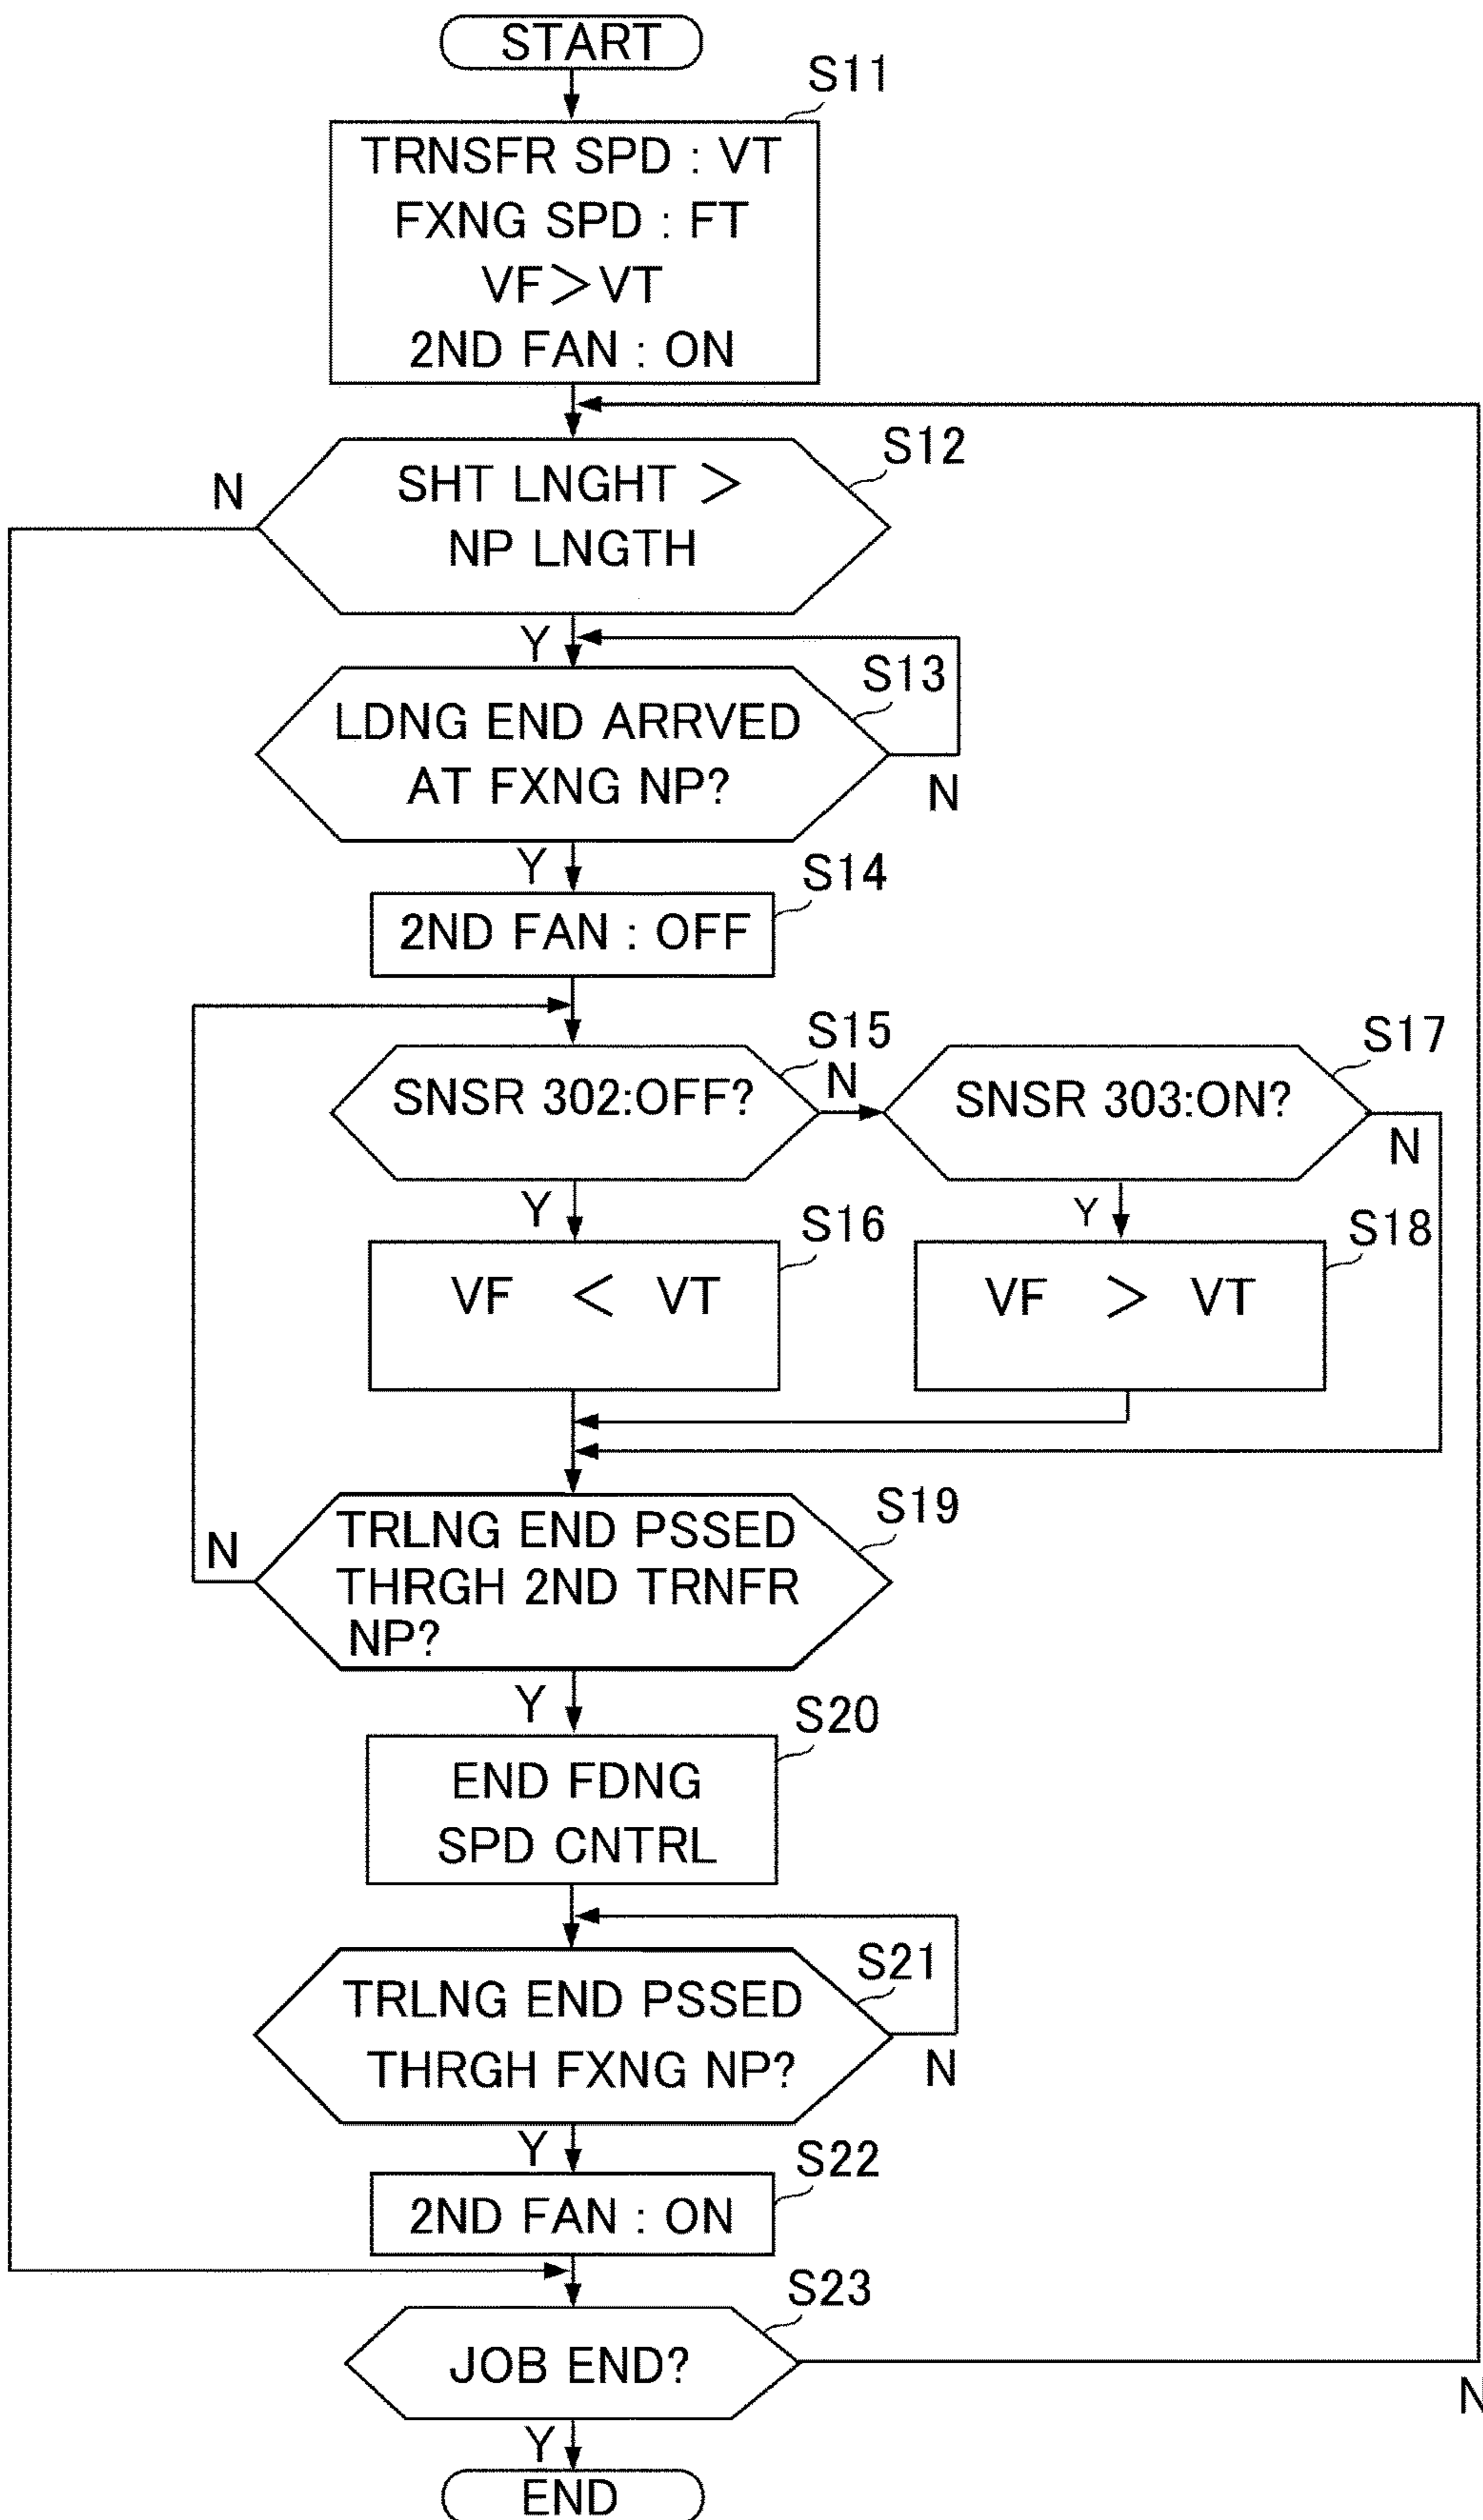 START
S11
TRNSFR SPD : VT
FXNG SPD : FT
VF>VT
2ND FAN : ON
S12
SHT LNGHT >
NP LNGTH
N
Y
S13
LDNG END ARRVED
AT FXNG NP?
N
Y
S14
2ND FAN : OFF
S15
SNSR 302:OFF?
N
S17
SNSR 303:ON?
N
Y
Y
S16
VF < VT
S18
VF > VT
S19
TRLNG END PSSED
THRGH 2ND TRNFR
NP?
N
Y
S20
END FDNG
SPD CNTRL
S21
TRLNG END PSSED
THRGH FXNG NP?
N
Y
S22
2ND FAN : ON
S23
JOB END?
N
Y
END